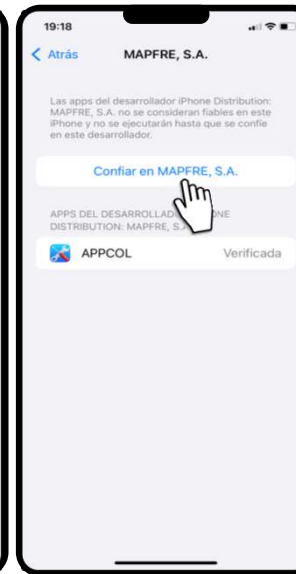 19:18
Atrás MAPFRE, S.A.
Las apps del desarrollador iPhone Distribution:
MAPFRE, S.A. no se consideran fiables en este
iPhone y no se ejecutarán hasta que se confíe
en este desarrollador.
Confiar en MAPFRE, S.A.
APPS DEL DESARROLLAD NE
DISTRIBUTION: MAPFRE, S.
APPCOL Verificada